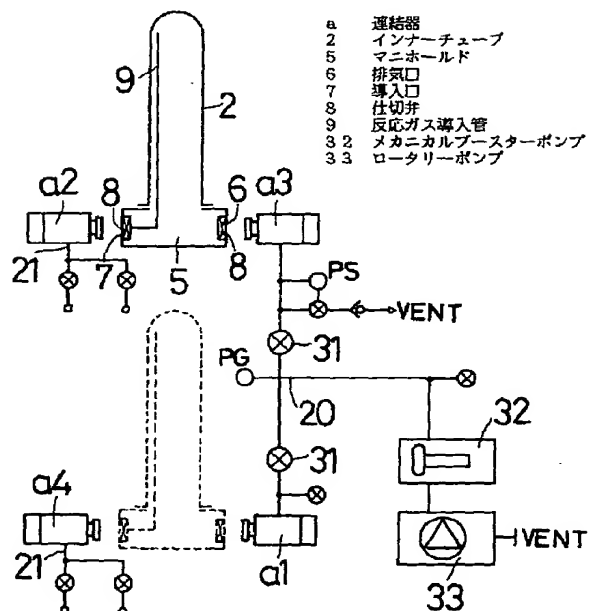 a 連結器
2 インナーチューブ
5 マニホールド
6 排気口
7 導入口
8 仕切弁
9 反応ガス導入管
32 メカニカルブースターポンプ
33 ロータリーポンプ
9
2
a2
8
6
a3
21
7
5
8
PS
VENT
31
PG
20
32
31
a4
21
a1
33
VENT